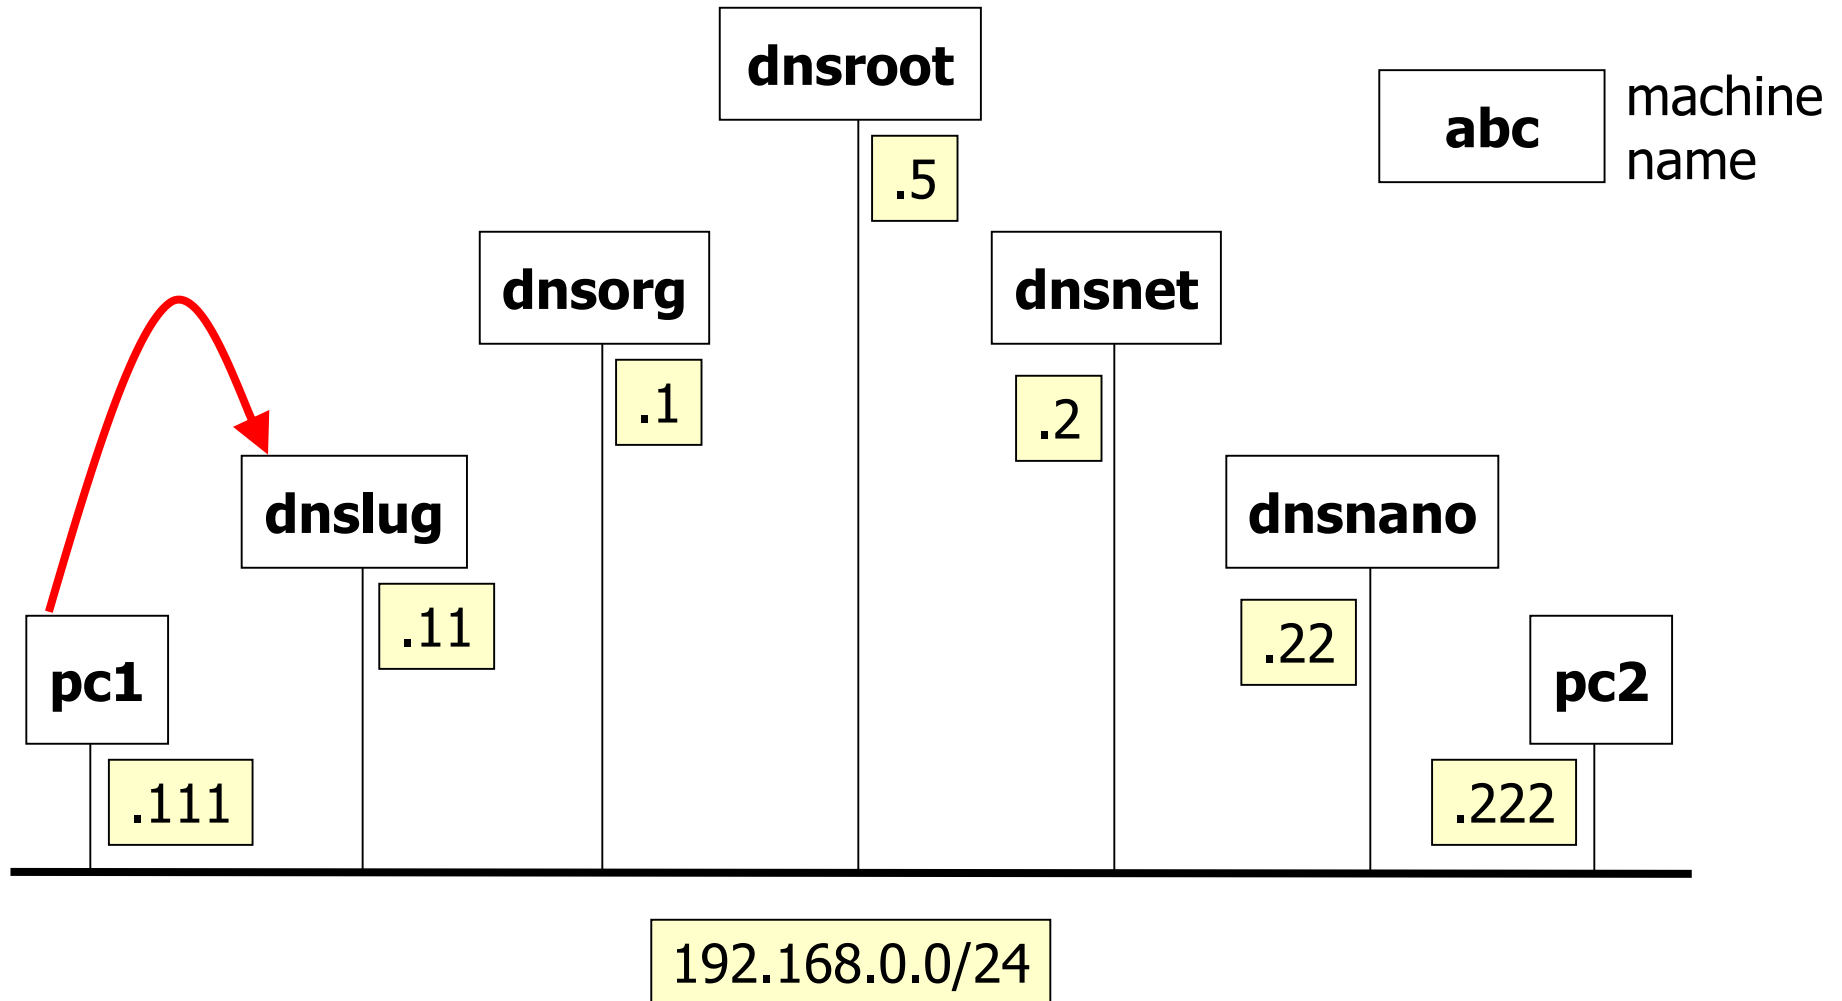 dnsroot
abc
machine
name
.5
dnsorg
dnsnet
.1
.2
dnslug
dnsnano
.11
.22
pc1
pc2
.111
.222
192.168.0.0/24